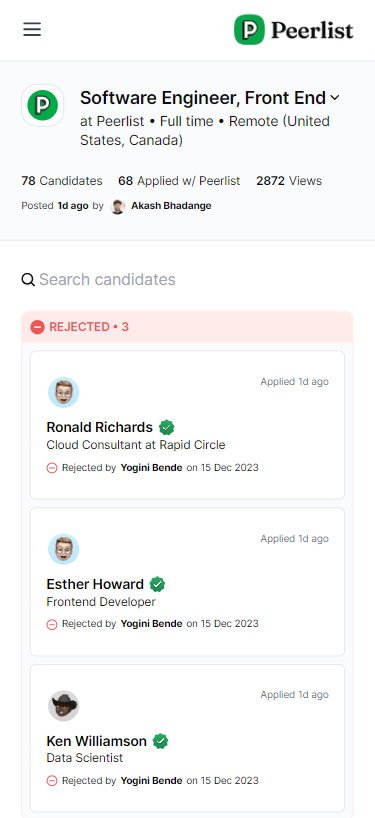 P Peerlist
P
Software Engineer, Front End
at Peerlist • Full time • Remote (United
States, Canada)
78 Candidates 68 Applied w/ Peerlist 2872 Views
Posted 1d ago by Akash Bhadange
Search candidates
REJECTED • 3
Applied 1d ago
Ronald Richards
Cloud Consultant at Rapid Circle
Rejected by Yogini Bende on 15 Dec 2023
Applied 1d ago
Esther Howard
Frontend Developer
Rejected by Yogini Bende on 15 Dec 2023
Applied 1d ago
Ken Williamson
Data Scientist
Rejected by Yogini Bende on 15 Dec 2023